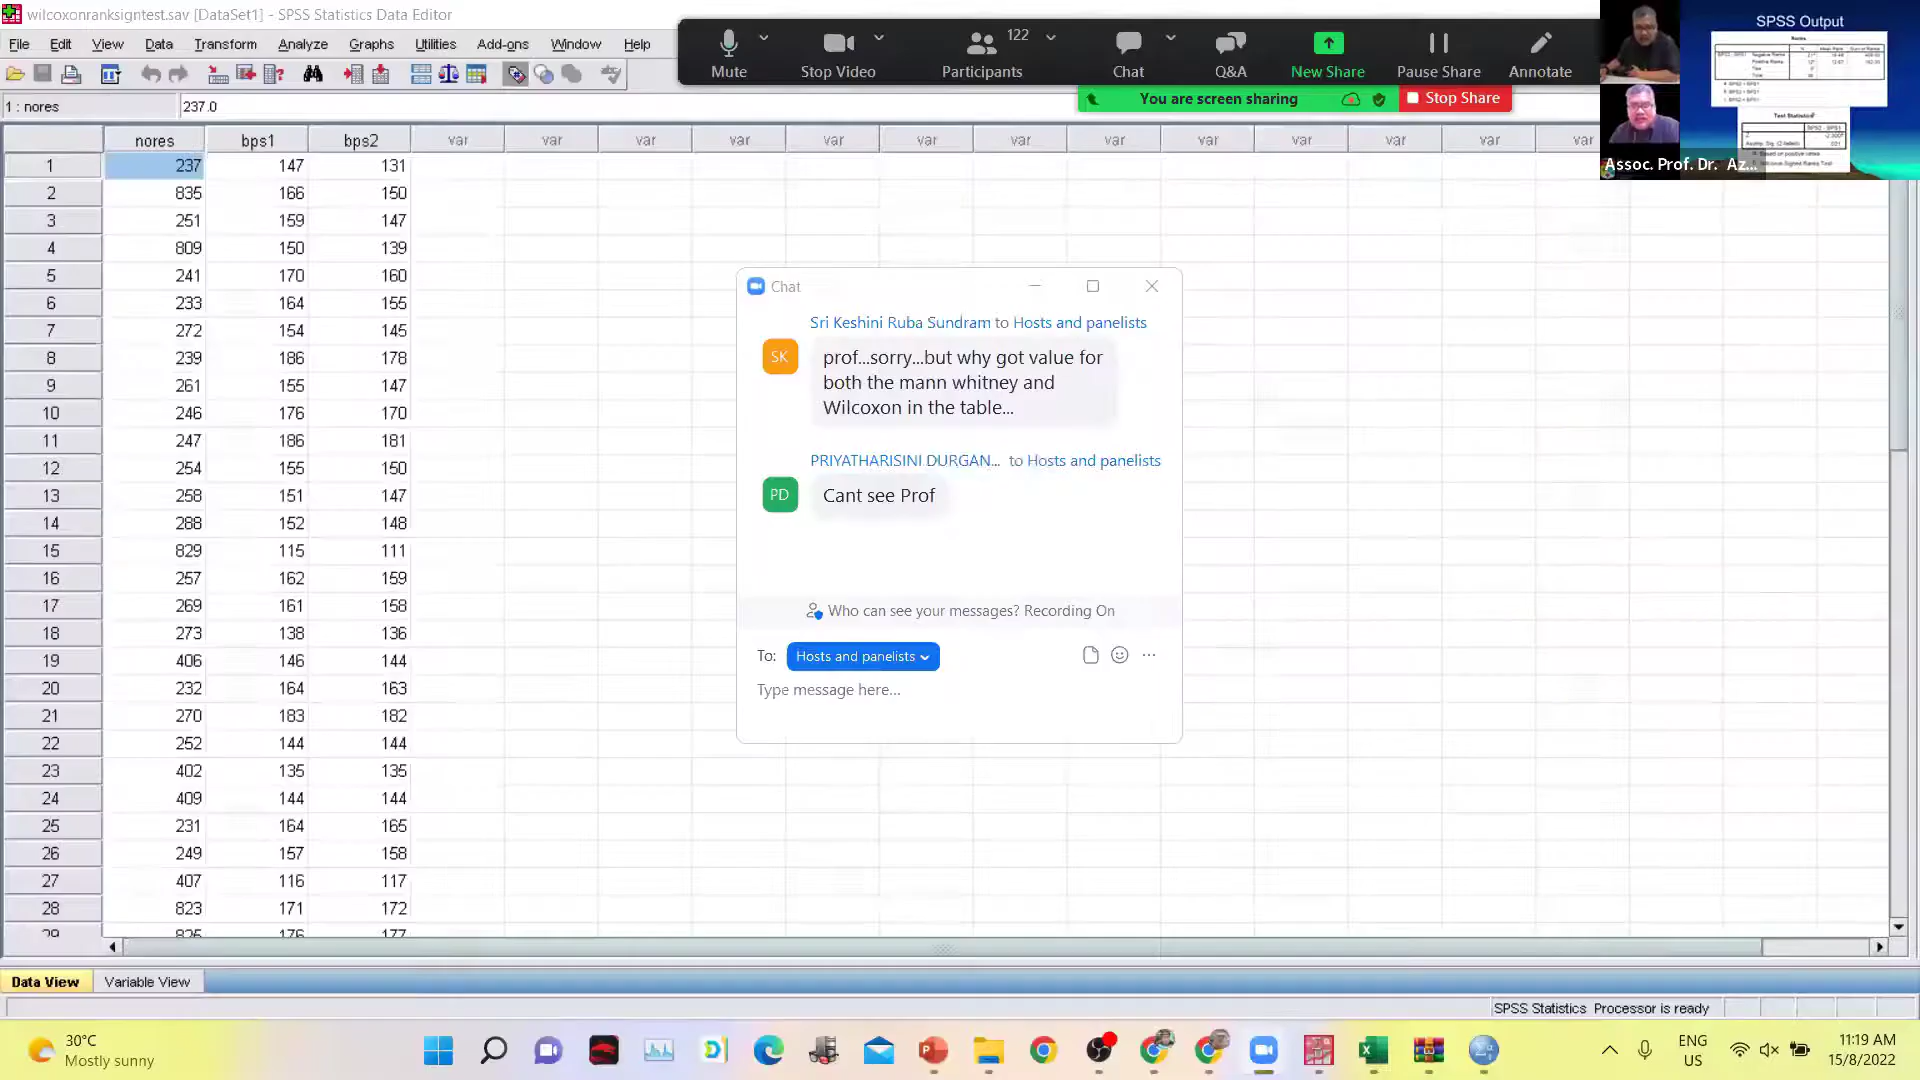 wilcoxonranksigntest.sav [DataSet1] - SPSS Statistics Data Editor
File Edit View Data Transform Analyze Graphs Utilities Add-ons Window Help
Mute Stop Video Participants 122 Chat Q&A New Share Pause Share Annotate
You are screen sharing Stop Share
SPSS Output
Ranks
Test Statistics
Assoc. Prof. Dr. Az...
1 : nores 237.0
nores bps1 bps2 var var var var var var var var var var var var var
1 237 147 131
2 835 166 150
3 251 159 147
4 809 150 139
5 241 170 160
6 233 164 155
7 272 154 145
8 239 186 178
9 261 155 147
10 246 176 170
11 247 186 181
12 254 155 150
13 258 151 147
14 288 152 148
15 829 115 111
16 257 162 159
17 269 161 158
18 273 138 136
19 406 146 144
20 232 164 163
21 270 183 182
22 252 144 144
23 402 135 135
24 409 144 144
25 231 164 165
26 249 157 158
27 407 116 117
28 823 171 172
29 825 176 177
Chat
Sri Keshini Ruba Sundram to Hosts and panelists
SK
prof...sorry...but why got value for
both the mann whitney and
Wilcoxon in the table...
PRIYATHARISINI DURGAN... to Hosts and panelists
PD
Cant see Prof
Who can see your messages? Recording On
To: Hosts and panelists
Type message here...
Data View Variable View
SPSS Statistics Processor is ready
30°C
Mostly sunny
ENG
US
11:19 AM
15/8/2022